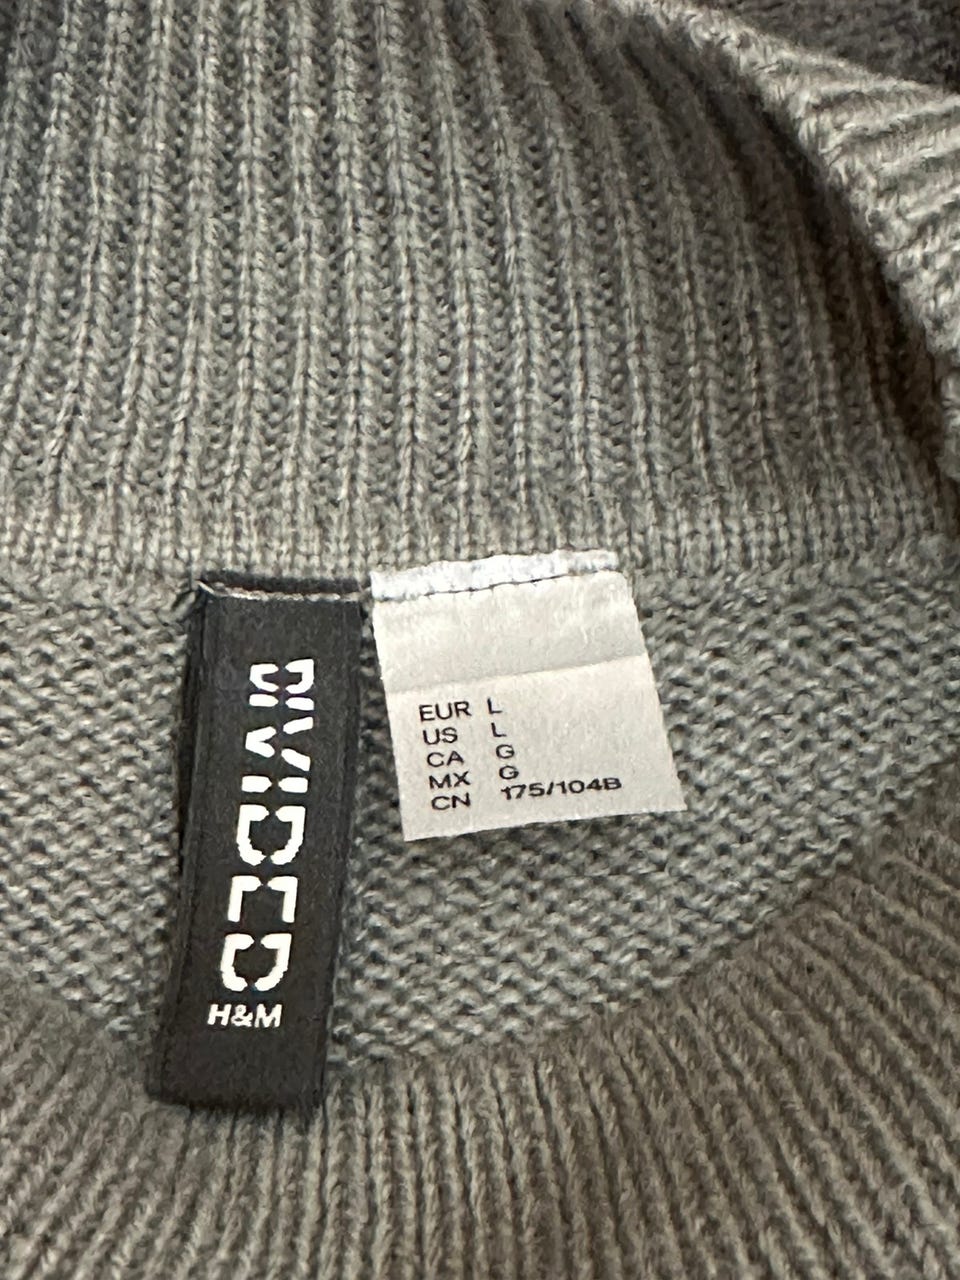 DIVIDED
H&M
EUR L
US L
CA G
MX G
CN 175/104B